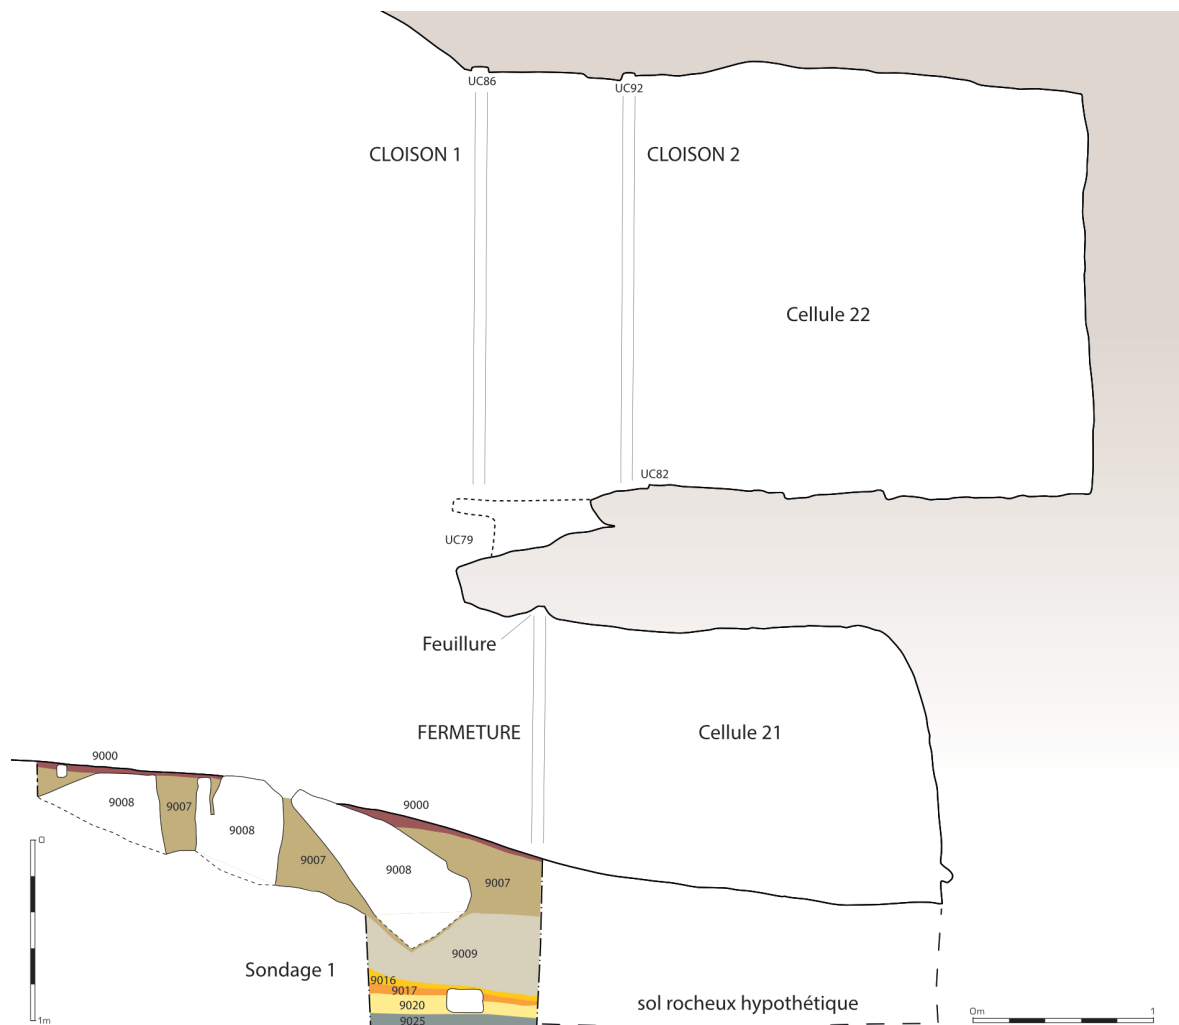 UC86
UC92
CLOISON 1
CLOISON 2
Cellule 22
UC82
UC79
Feuillure
FERMETURE
Cellule 21
9000
9008
9007
9008
9000
9007
9008
9007
9009
Sondage 1
9016
9017
9020
9025
sol rocheux hypothétique
0
1m
0m
1